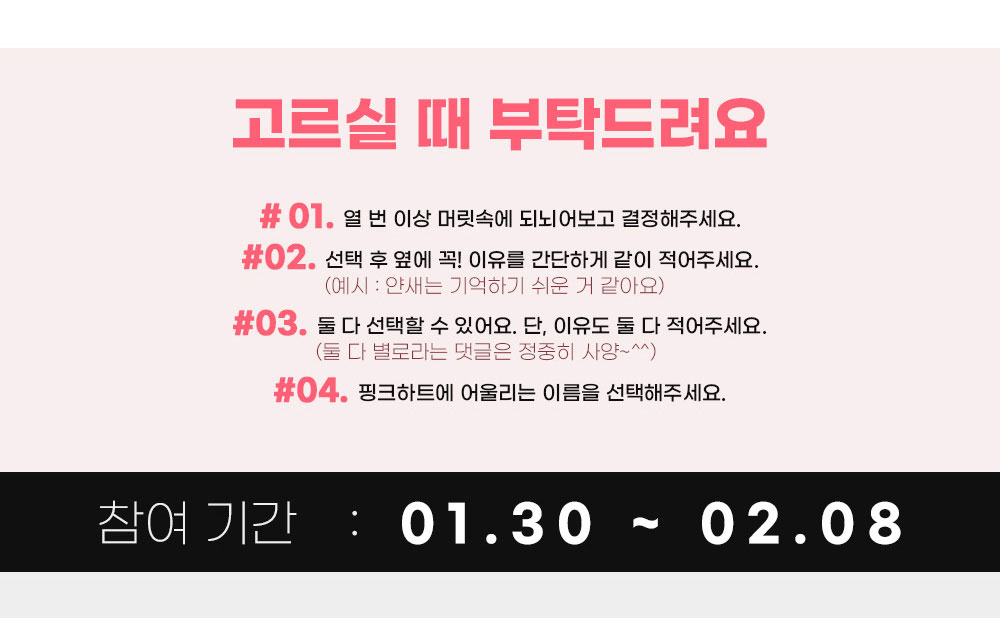 고르실 때 부탁드려요
# 01. 열 번 이상 머릿속에 되뇌어보고 결정해주세요.
#02. 선택 후 옆에 꼭! 이유를 간단하게 같이 적어주세요.
(예시 : 얀새는 기억하기 쉬운 거 같아요)
#03. 둘 다 선택할 수 있어요. 단, 이유도 둘 다 적어주세요.
(둘 다 별로라는 댓글은 정중히 사양~^^)
#04. 핑크하트에 어울리는 이름을 선택해주세요.
참여 기간 : 01.30 ~ 02.08